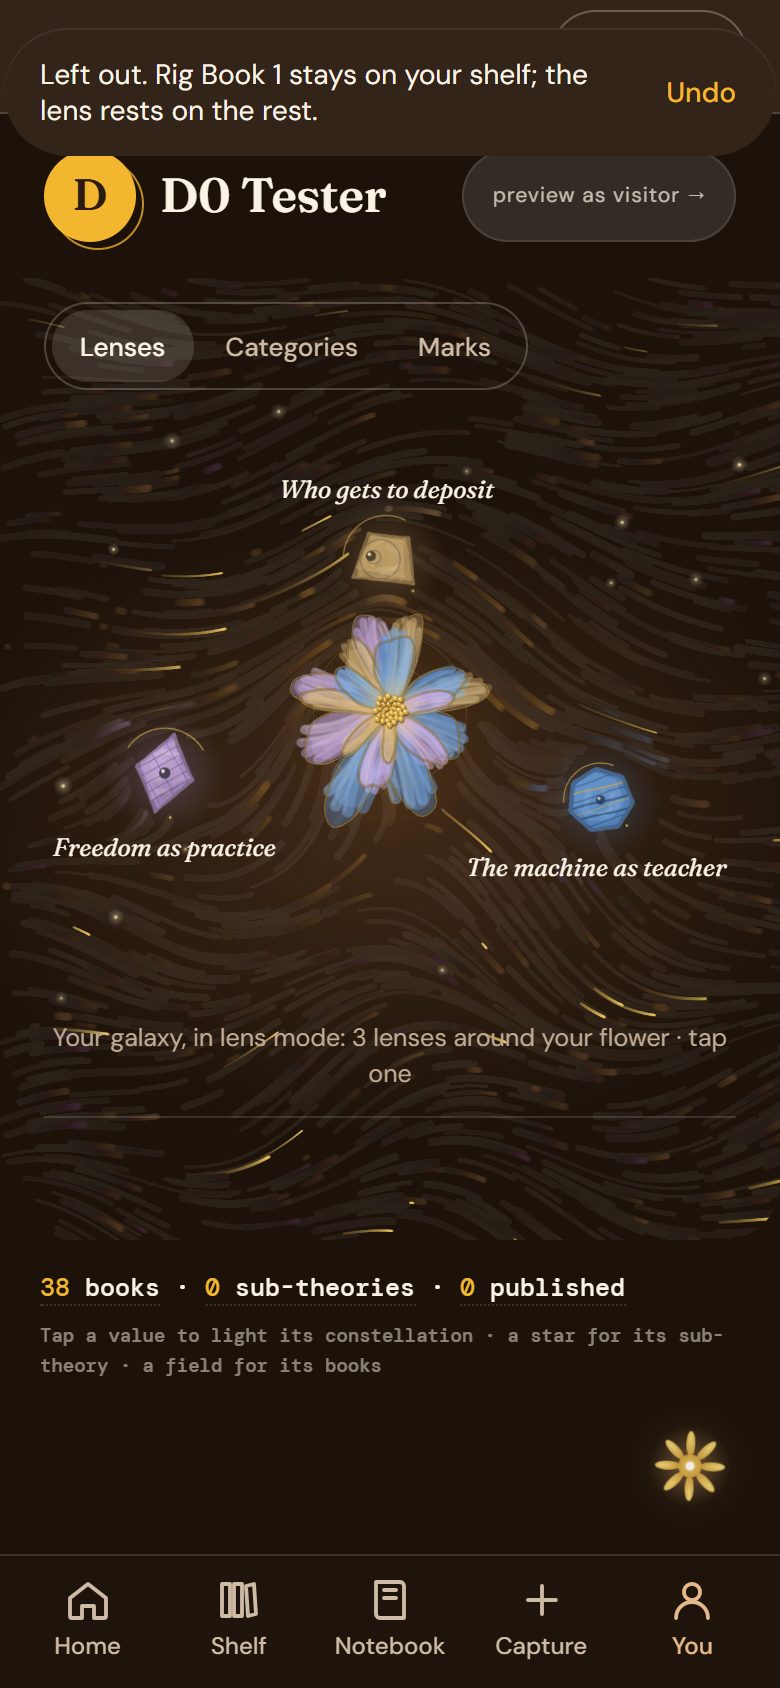 Left out. Rig Book 1 stays on your shelf; the
lens rests on the rest.
Undo
D
D0 Tester
preview as visitor →
Lenses
Categories
Marks
Who gets to deposit
Freedom as practice
The machine as teacher
Your galaxy, in lens mode: 3 lenses around your flower · tap
one
38 books · 0 sub-theories · 0 published
Tap a value to light its constellation · a star for its sub-
theory · a field for its books
Home
Shelf
Notebook
Capture
You